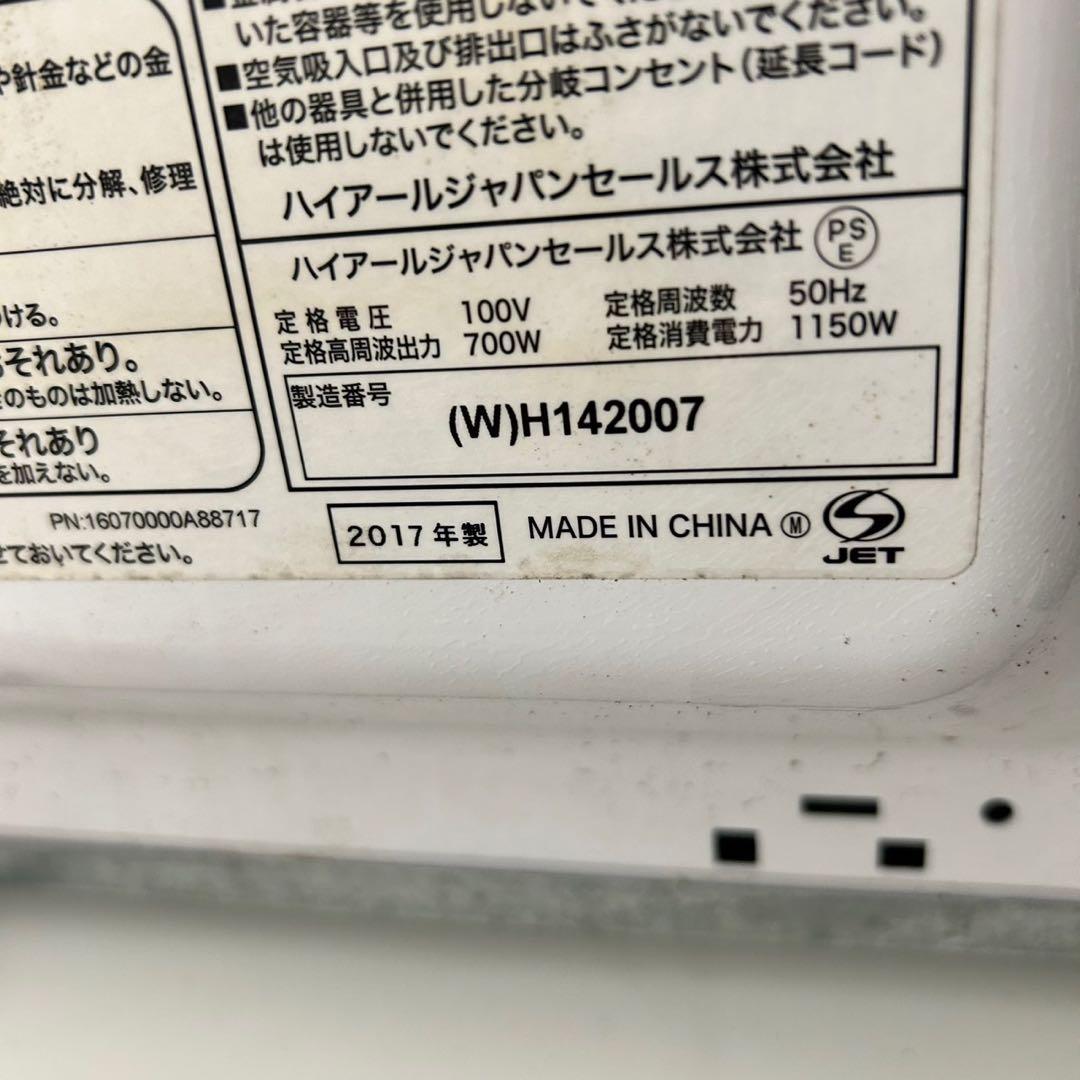 いた容器等を使用しないでくだ
■空気吸入口及び排出口はふさがないでください。
■他の器具と併用した分岐コンセント(延長コード)
は使用しないでください。
ハイアールジャパンセールス株式会社
や針金などの金
絶対に分解、修理
つける。
おそれあり。
のものは加熱しない。
それあり
を加えない。
ハイアールジャパンセールス株式会社 PSE
定格電圧 100V 定格周波数 50Hz
定格高周波出力 700W 定格消費電力 1150W
製造番号
(W)H142007
PN:16070000A88717
せておいてください。
2017年製 MADE IN CHINA Ⓜ JET